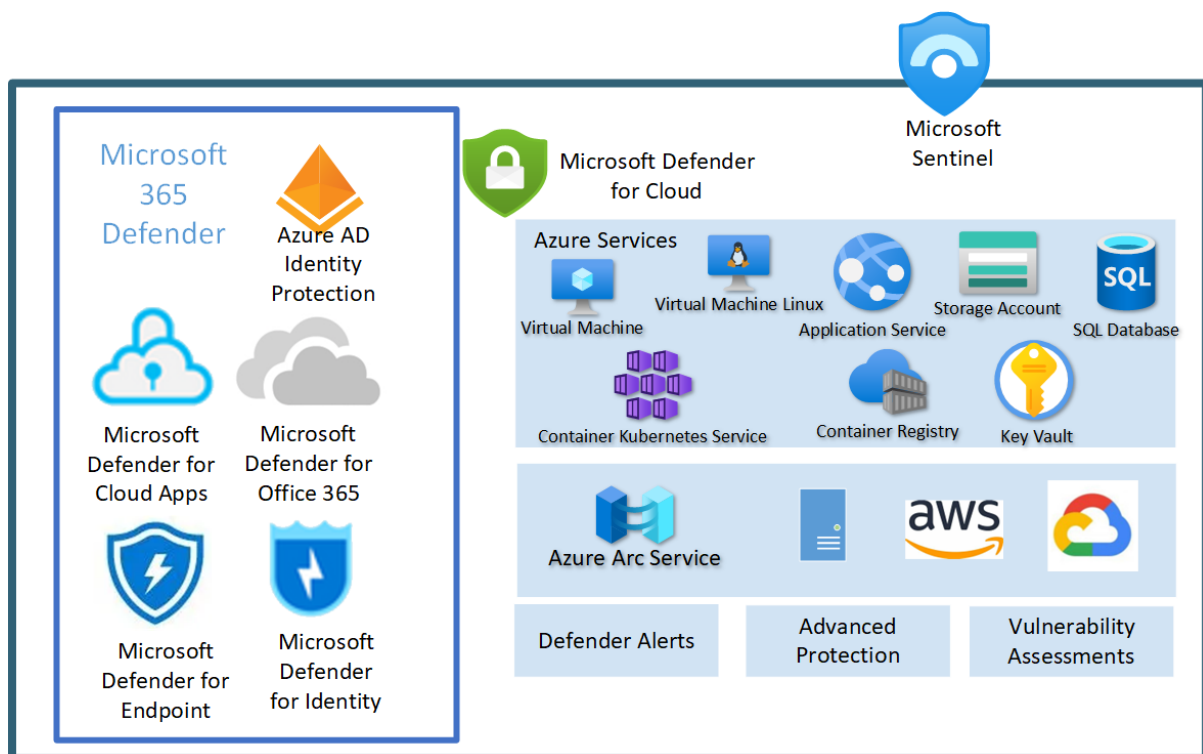 Microsoft
Sentinel
Microsoft
365
Defender
Azure AD
Identity
Protection
Microsoft
Defender for
Cloud Apps
Microsoft
Defender for
Office 365
Microsoft
Defender for
Endpoint
Microsoft
Defender
for Identity
Microsoft Defender
for Cloud
Azure Services
Virtual Machine
Virtual Machine Linux
Application Service
Storage Account
SQL
SQL Database
Container Kubernetes Service
Container Registry
Key Vault
Azure Arc Service
aws
Defender Alerts
Advanced
Protection
Vulnerability
Assessments